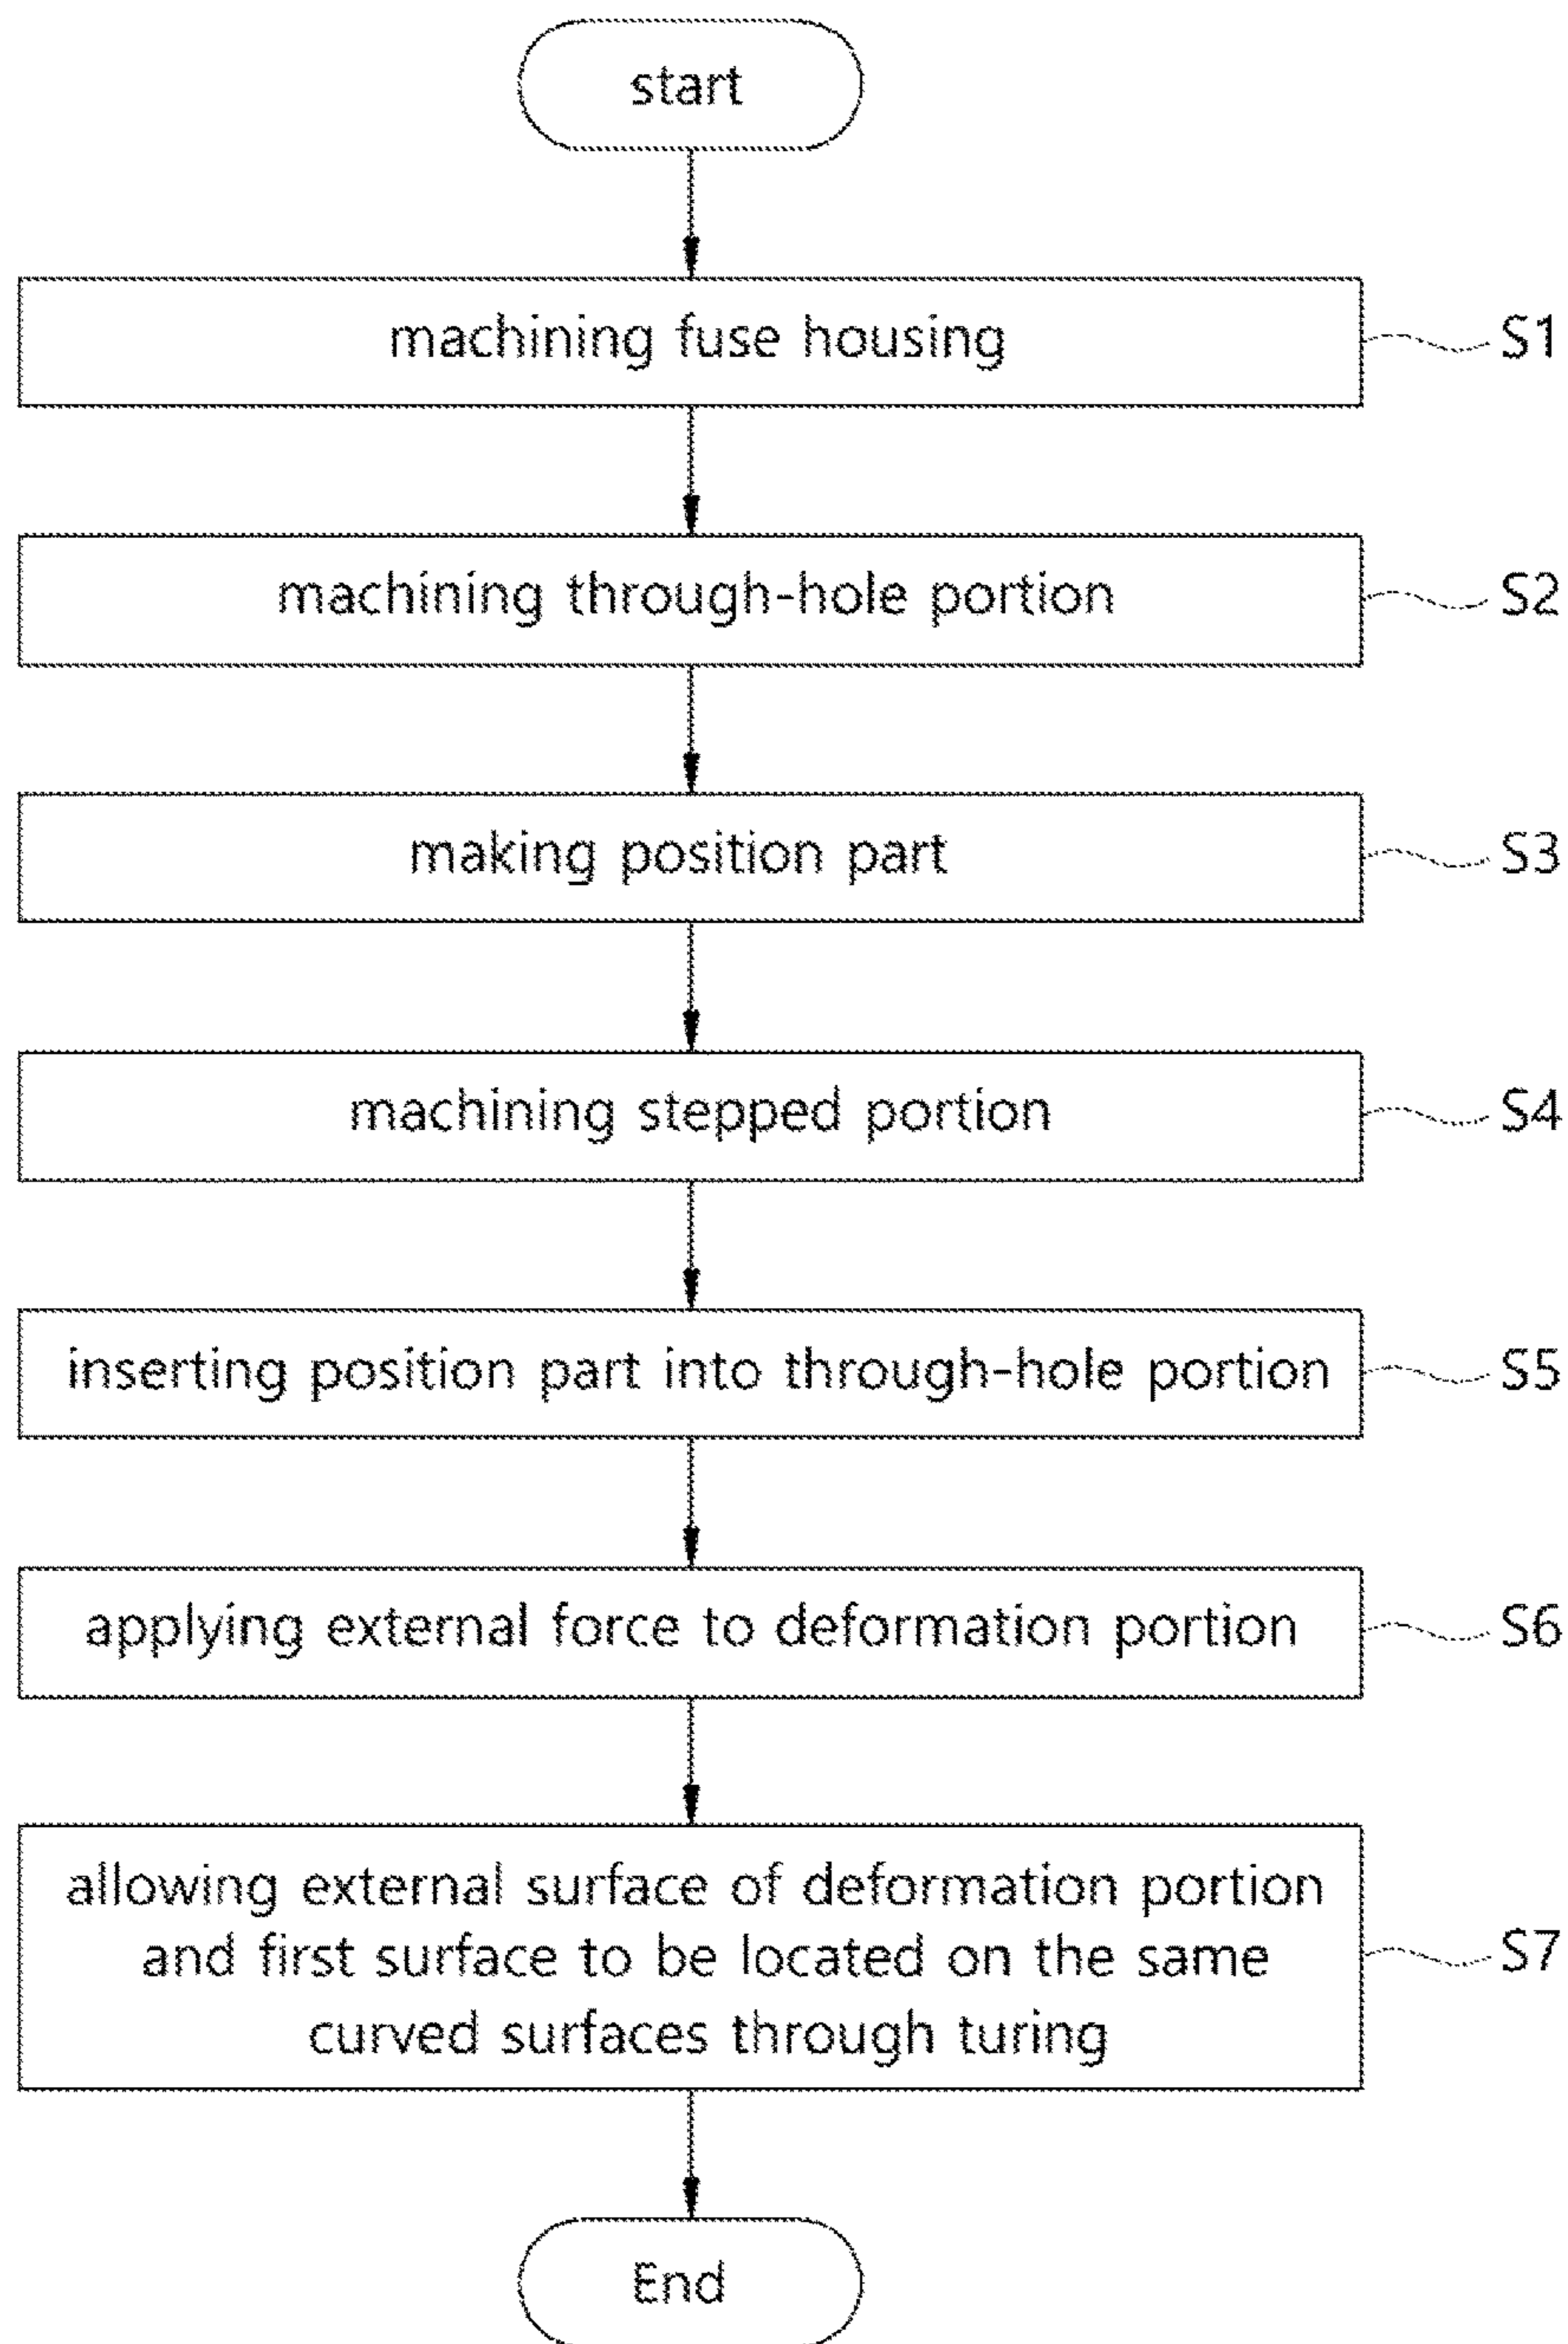 start
machining fuse housing
S1
machining through-hole portion
S2
making position part
S3
machining stepped portion
S4
inserting position part into through-hole portion
S5
applying external force to deformation portion
S6
allowing external surface of deformation portion
and first surface to be located on the same
curved surfaces through turing
S7
End